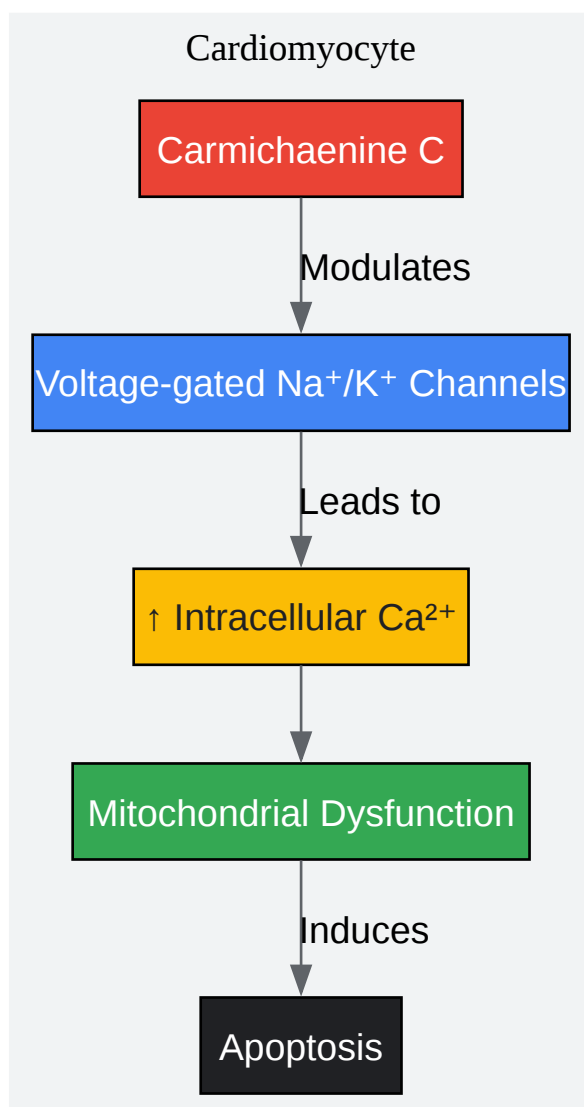 Cardiomyocyte
Carmichaenine C
Modulates
Voltage-gated Na⁺/K⁺ Channels
Leads to
↑ Intracellular Ca²⁺
Mitochondrial Dysfunction
Induces
Apoptosis